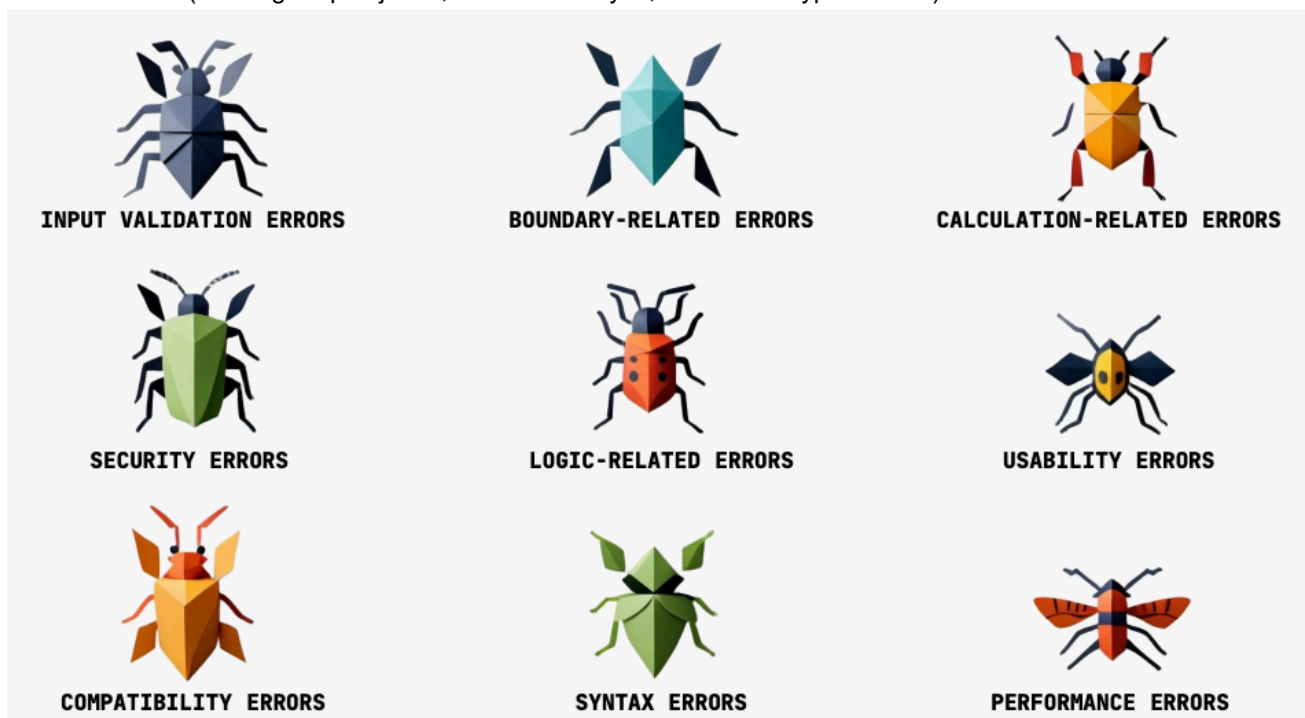 INPUT VALIDATION ERRORS
BOUNDARY-RELATED ERRORS
CALCULATION-RELATED ERRORS
SECURITY ERRORS
LOGIC-RELATED ERRORS
USABILITY ERRORS
COMPATIBILITY ERRORS
SYNTAX ERRORS
PERFORMANCE ERRORS